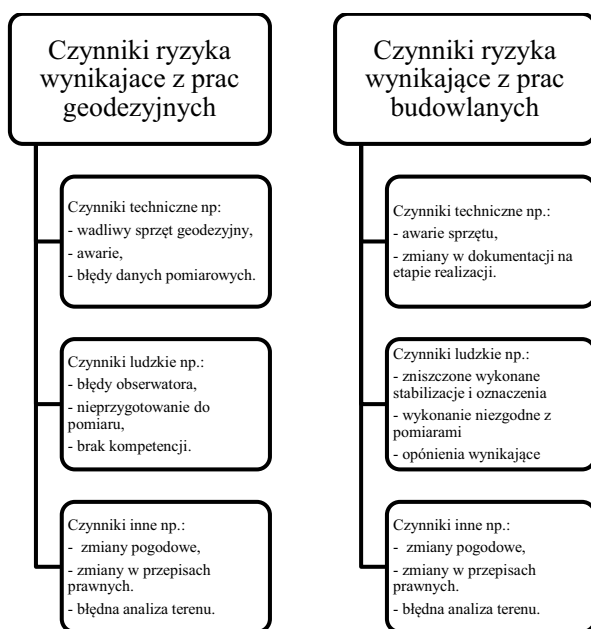 Czynniki ryzyka
wynikajace z prac
geodezyjnych
Czynniki techniczne np:
- wadliwy sprzęt geodezyjny,
- awarie,
- błędy danych pomiarowych.
Czynniki ludzkie np.:
- błędy obserwatora,
- nieprzygotowanie do
pomiaru,
- brak kompetencji.
Czynniki inne np.:
- zmiany pogodowe,
- zmiany w przepisach
prawnych.
- błędna analiza terenu.
Czynniki ryzyka
wynikające z prac
budowlanych
Czynniki techniczne np.:
- awarie sprzętu,
- zmiany w dokumentacji na
etapie realizacji.
Czynniki ludzkie np.:
- zniszczone wykonane
stabilizacje i oznaczenia
- wykonanie niezgodne z
pomiarami
- opónienia wynikające
Czynniki inne np.:
- zmiany pogodowe,
- zmiany w przepisach
prawnych.
- błędna analiza terenu.